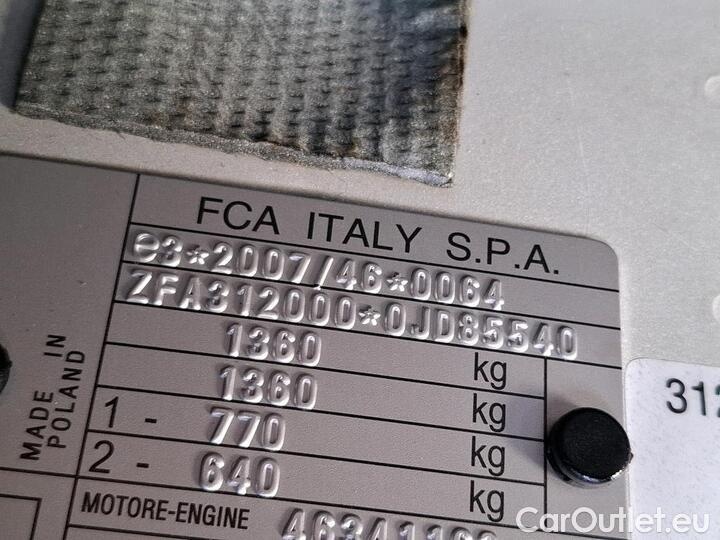 FCA ITALY S.P.A.
e3*2007/46*0064
ZFA312000*0JD85540
1360 kg
1360 kg
1 - 770 kg
2 - 640 kg
MOTORE-ENGINE
MADE IN
POLAND
312
CarOutlet.eu